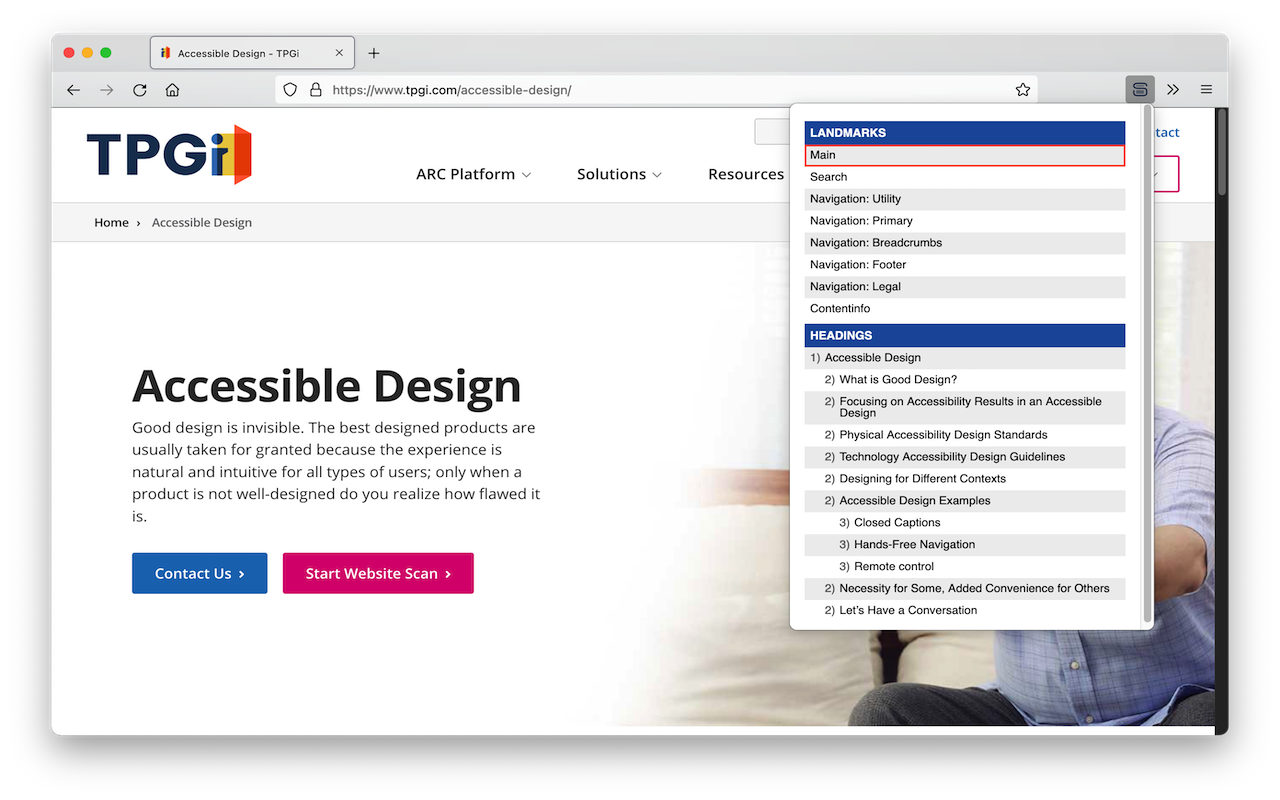 Accessible Design - TPGi
https://www.tpgi.com/accessible-design/
TPGi
ARC Platform
Solutions
Resources
Home › Accessible Design
Accessible Design
Good design is invisible. The best designed products are
usually taken for granted because the experience is
natural and intuitive for all types of users; only when a
product is not well-designed do you realize how flawed it
is.
Contact Us ›
Start Website Scan ›
tact
LANDMARKS
Main
Search
Navigation: Utility
Navigation: Primary
Navigation: Breadcrumbs
Navigation: Footer
Navigation: Legal
Contentinfo
HEADINGS
1) Accessible Design
2) What is Good Design?
2) Focusing on Accessibility Results in an Accessible
Design
2) Physical Accessibility Design Standards
2) Technology Accessibility Design Guidelines
2) Designing for Different Contexts
2) Accessible Design Examples
3) Closed Captions
3) Hands-Free Navigation
3) Remote control
2) Necessity for Some, Added Convenience for Others
2) Let’s Have a Conversation